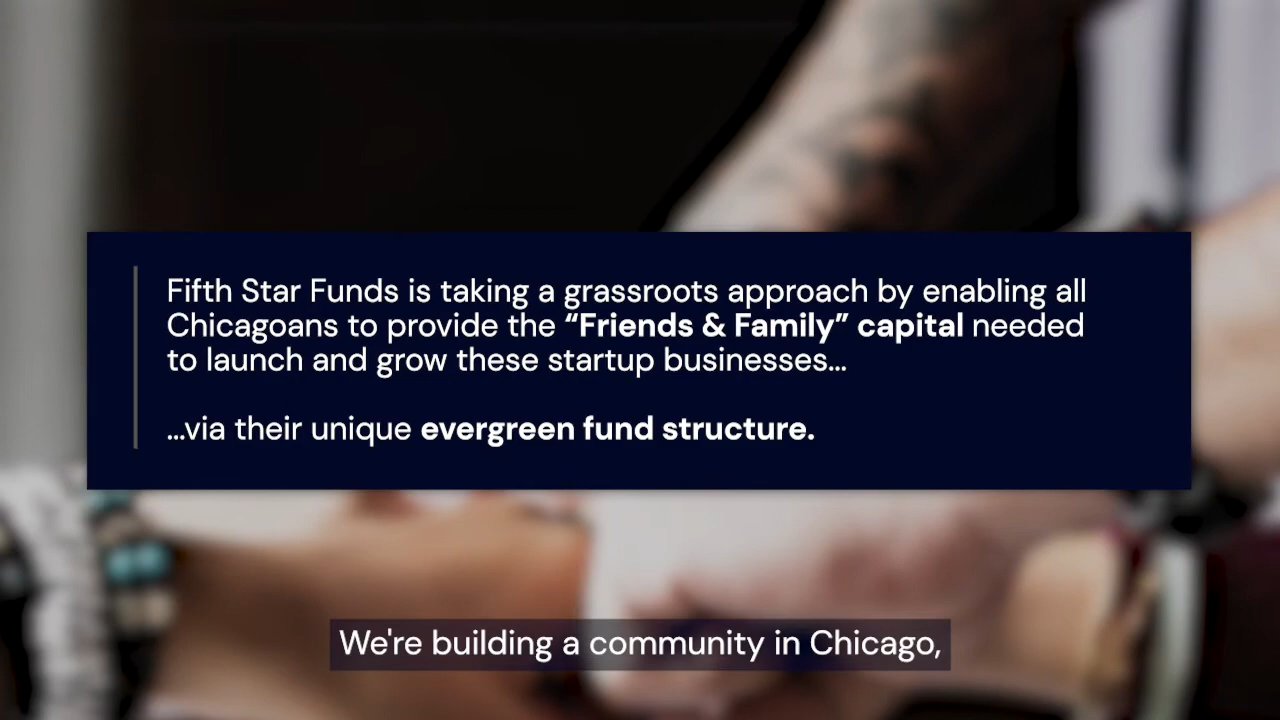 Fifth Star Funds is taking a grassroots approach by enabling all
Chicagoans to provide the “Friends & Family” capital needed
to launch and grow these startup businesses...
...via their unique evergreen fund structure.
We're building a community in Chicago,